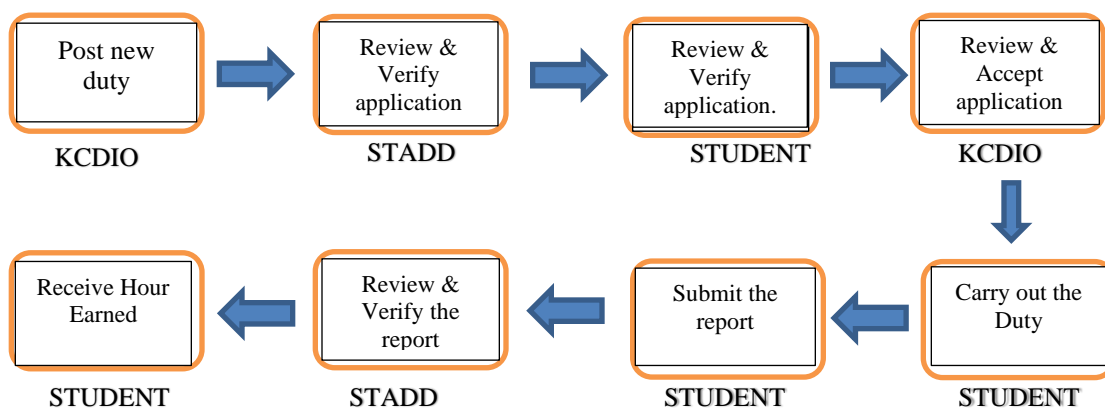 Post new
duty
KCDIO
Review &
Verify
application
STADD
Review &
Verify
application.
STUDENT
Review &
Accept
application
KCDIO
Carry out the
Duty
STUDENT
Submit the
report
STUDENT
Review &
Verify the
report
STADD
Receive Hour
Earned
STUDENT